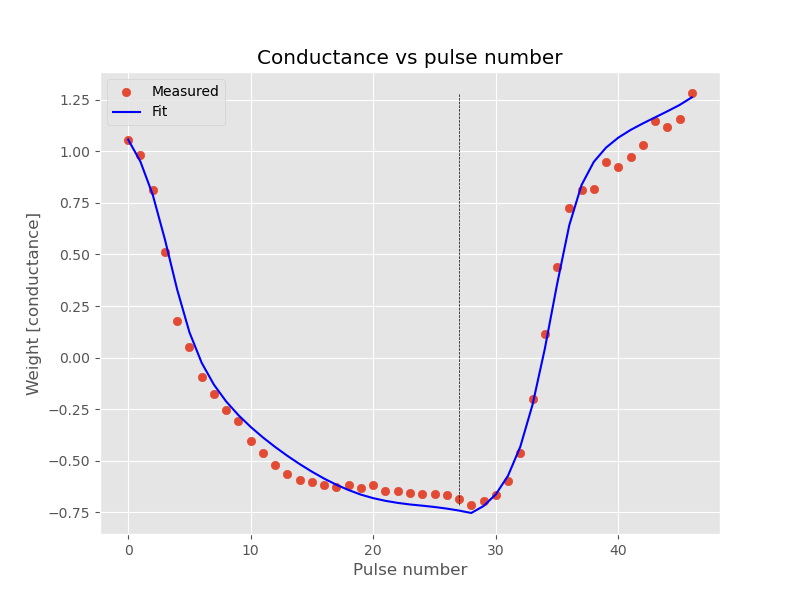 Conductance vs pulse number
Measured
Fit
Weight [conductance]
1.25
1.00
0.75
0.50
0.25
0.00
−0.25
−0.50
−0.75
0 10 20 30 40
Pulse number